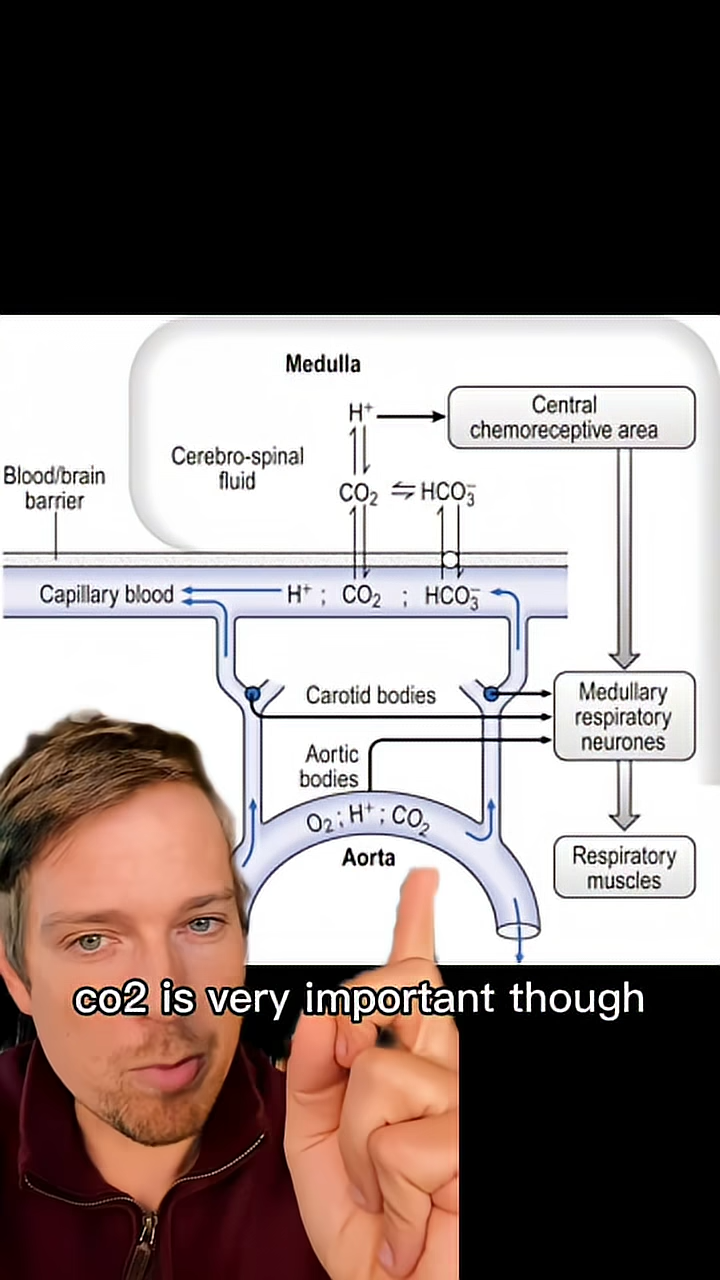 Medulla
H⁺
Central
chemoreceptive area
Cerebro-spinal
fluid
Blood/brain
barrier
CO₂ ⇋ HCO₃⁻
Capillary blood
H⁺ ; CO₂ ; HCO₃⁻
Carotid bodies
Medullary
respiratory
neurones
Aortic
bodies
O₂ ; H⁺ ; CO₂
Aorta
Respiratory
muscles
co2 is very important though